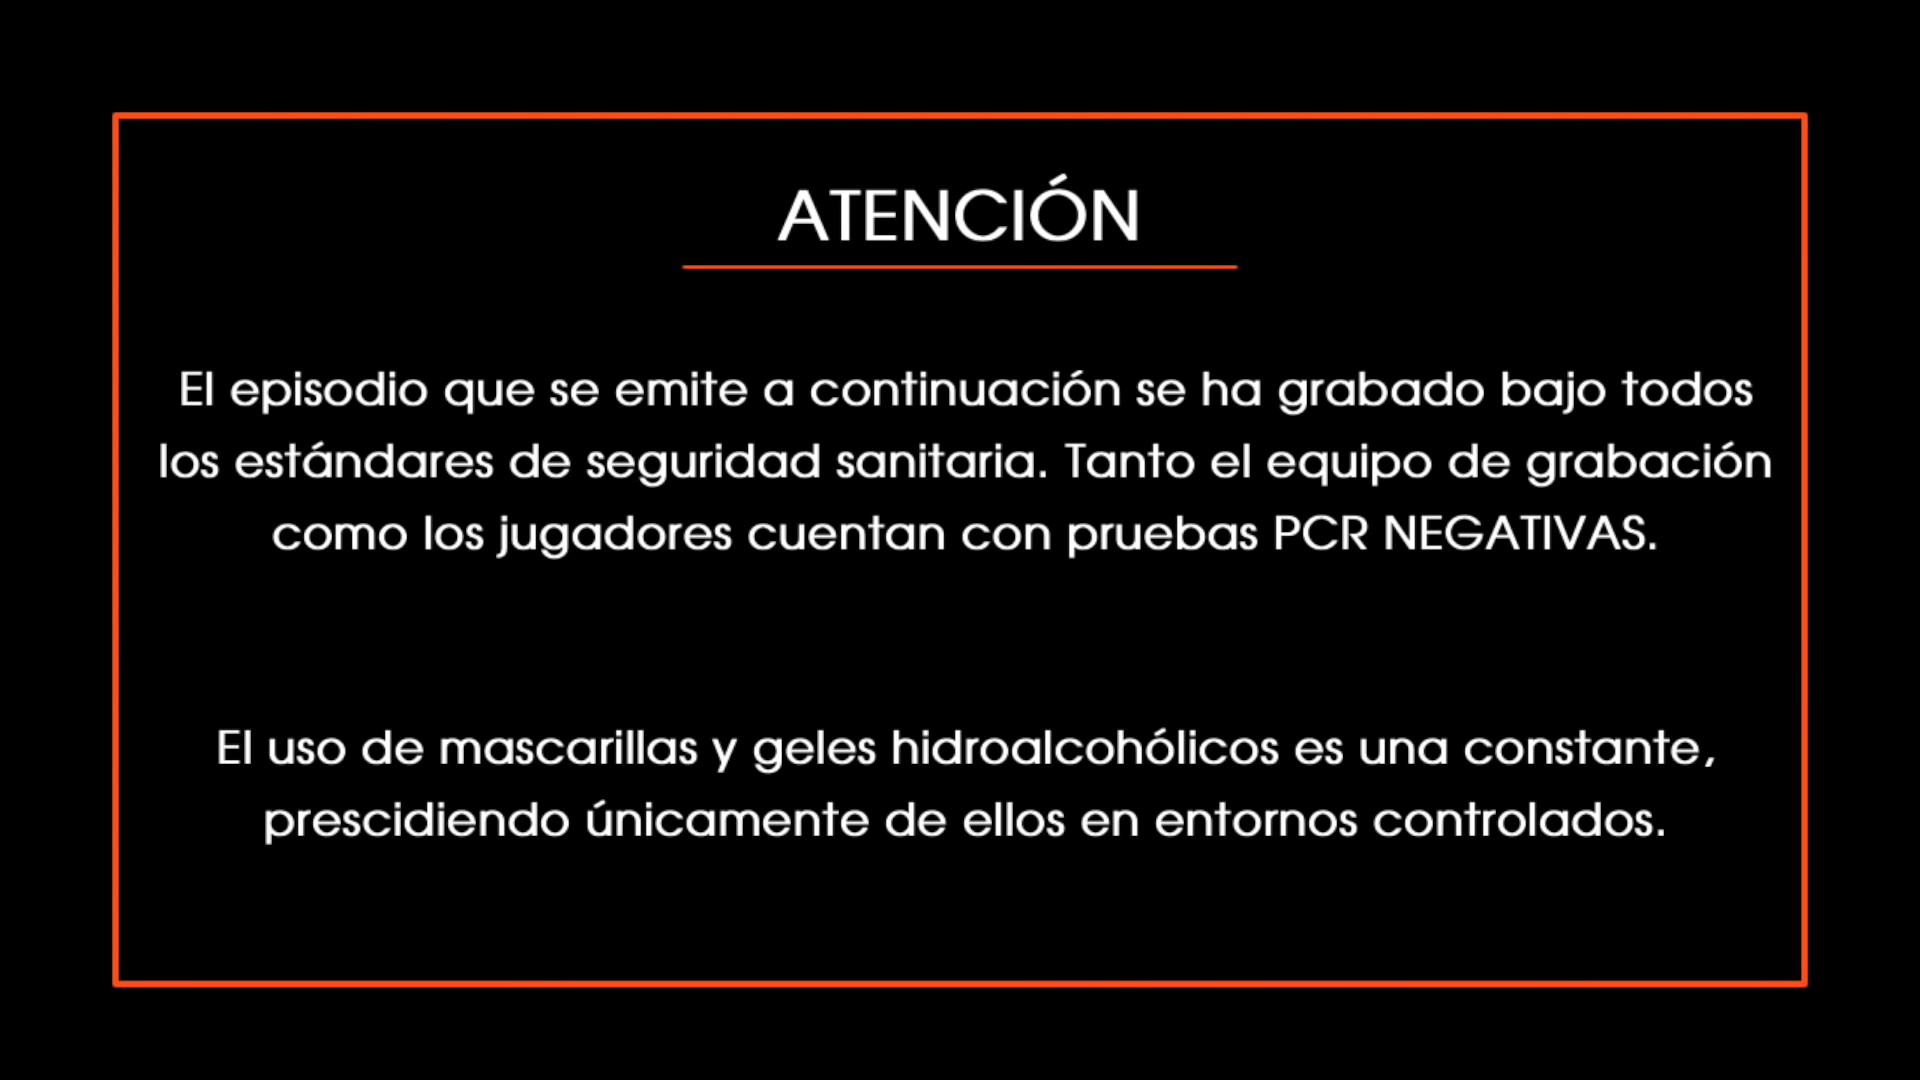 ATENCIÓN
El episodio que se emite a continuación se ha grabado bajo todos
los estándares de seguridad sanitaria. Tanto el equipo de grabación
como los jugadores cuentan con pruebas PCR NEGATIVAS.
El uso de mascarillas y geles hidroalcohólicos es una constante,
prescidiendo únicamente de ellos en entornos controlados.